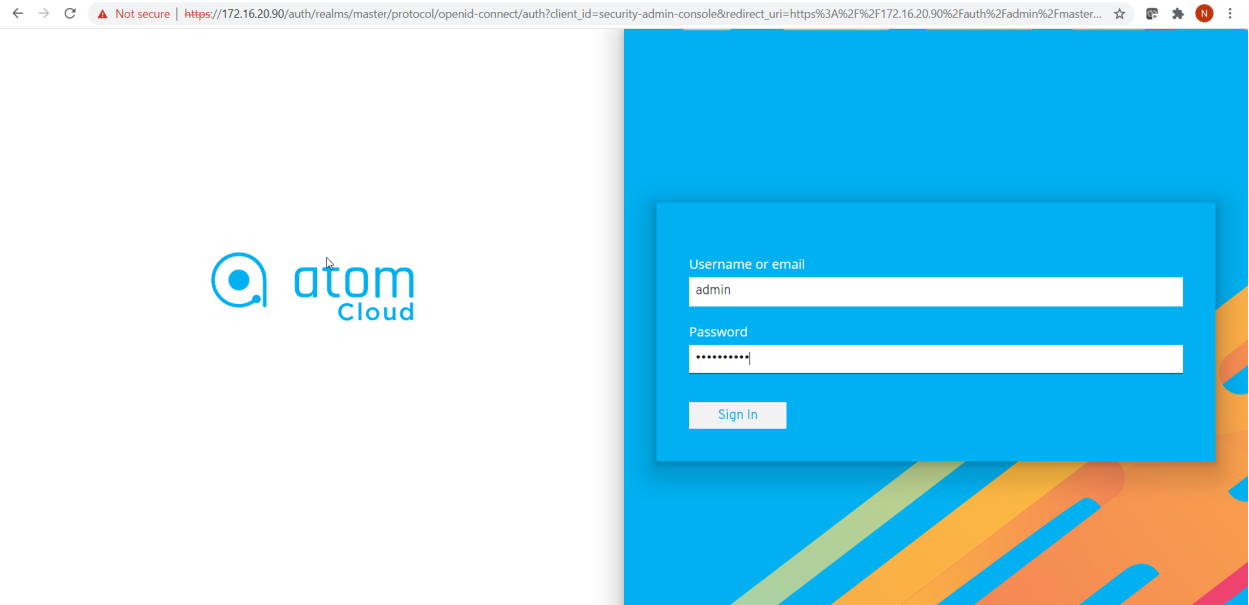 Not secure | https://172.16.20.90/auth/realms/master/protocol/openid-connect/auth?client_id=security-admin-console&redirect_uri=https%3A%2F%2F172.16.20.90%2Fauth%2Fadmin%2Fmaster...
N
atom
Cloud
Username or email
admin
Password
••••••••••
Sign In